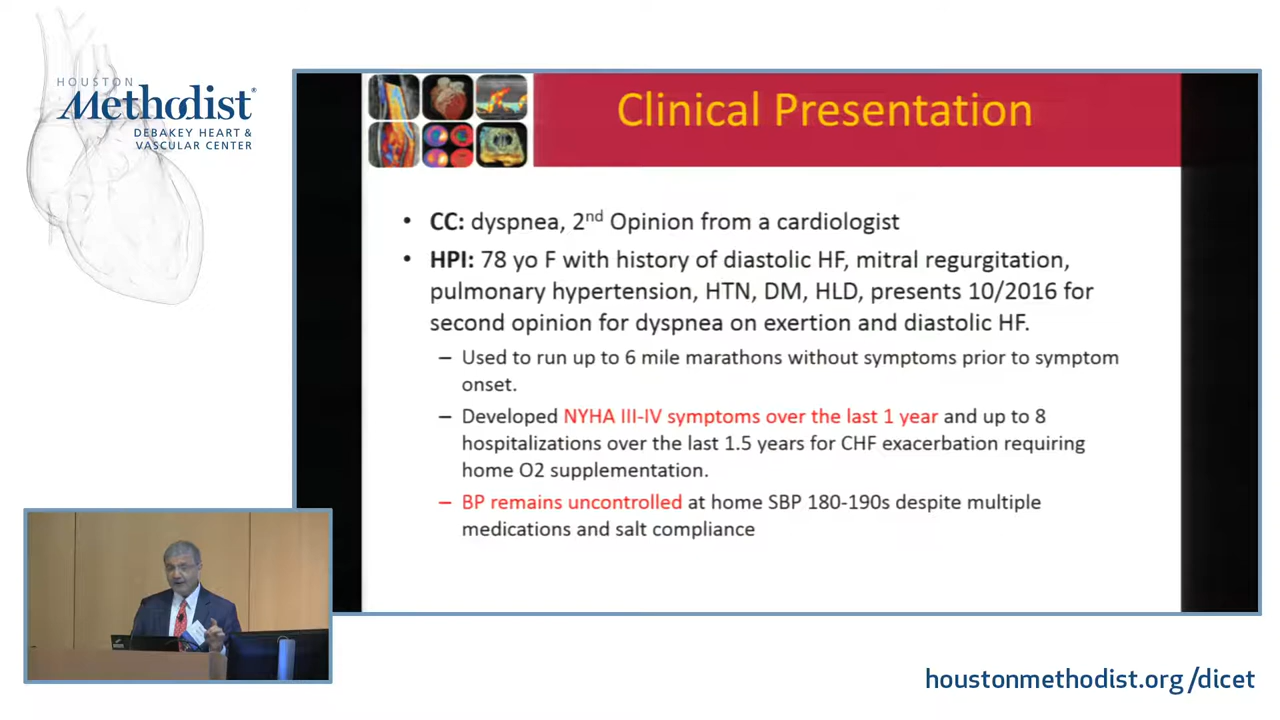 HOUSTON
Methodist
DEBAKEY HEART &
VASCULAR CENTER
Clinical Presentation
• CC: dyspnea, 2nd Opinion from a cardiologist
• HPI: 78 yo F with history of diastolic HF, mitral regurgitation,
pulmonary hypertension, HTN, DM, HLD, presents 10/2016 for
second opinion for dyspnea on exertion and diastolic HF.
– Used to run up to 6 mile marathons without symptoms prior to symptom
onset.
– Developed NYHA III-IV symptoms over the last 1 year and up to 8
hospitalizations over the last 1.5 years for CHF exacerbation requiring
home O2 supplementation.
– BP remains uncontrolled at home SBP 180-190s despite multiple
medications and salt compliance
houstonmethodist.org/dicet